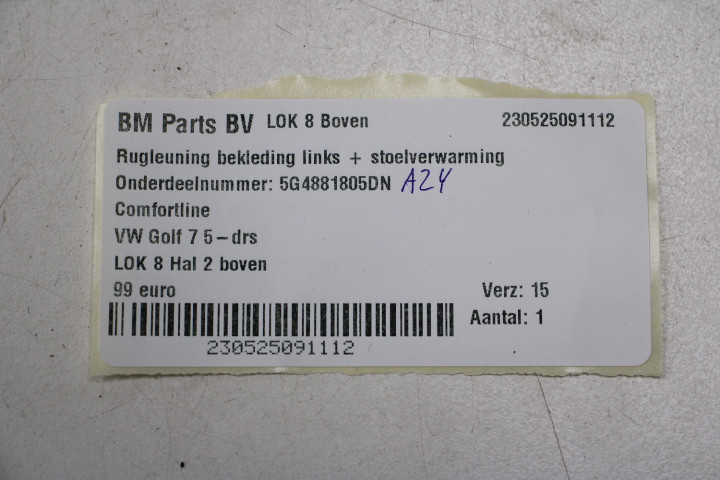 BM Parts BV LOK 8 Boven 230525091112
Rugleuning bekleding links + stoelverwarming
Onderdeelnummer: 5G4881805DN A24
Comfortline
VW Golf 7 5-drs
LOK 8 Hal 2 boven
99 euro Verz: 15
Aantal: 1
230525091112